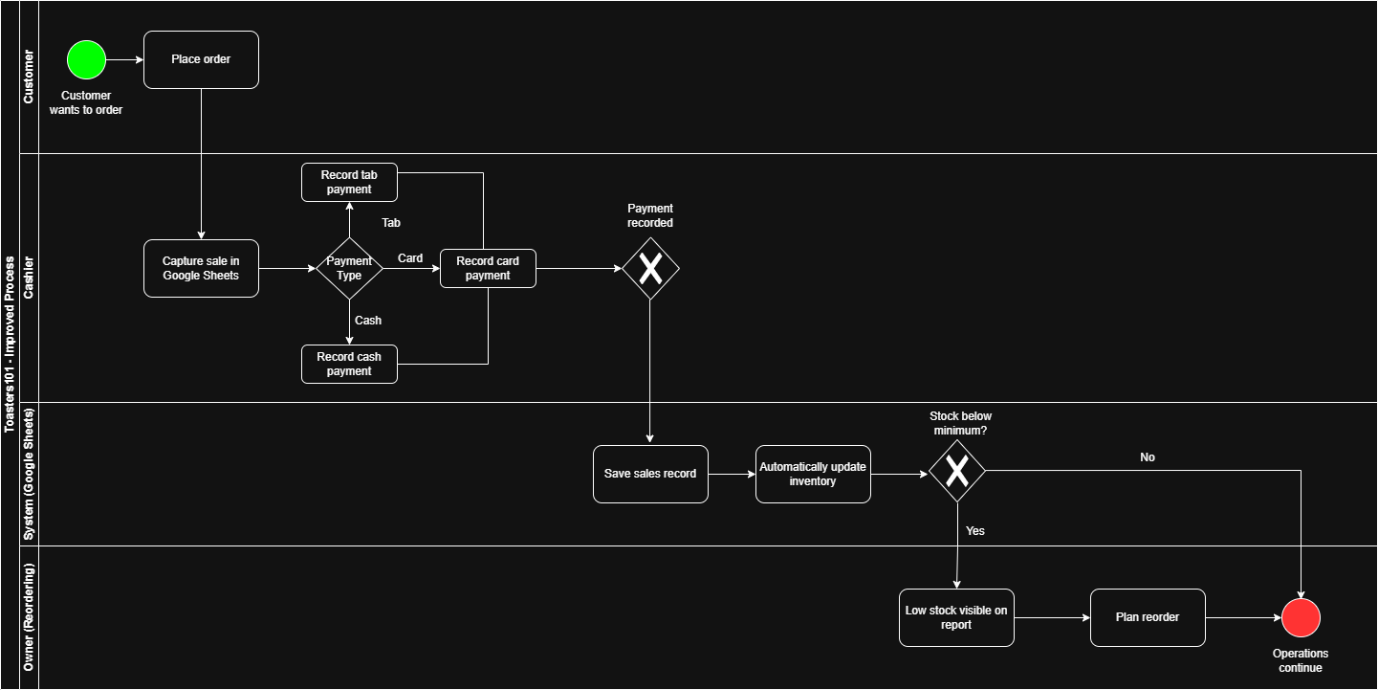 Toasters101 - Improved Process
Customer
Customer
wants to order
Place order
Cashier
Capture sale in
Google Sheets
Payment
Type
Tab
Record tab
payment
Card
Record card
payment
Cash
Record cash
payment
Payment
recorded
System (Google Sheets)
Save sales record
Automatically update
inventory
Stock below
minimum?
No
Yes
Owner (Reordering)
Low stock visible on
report
Plan reorder
Operations
continue